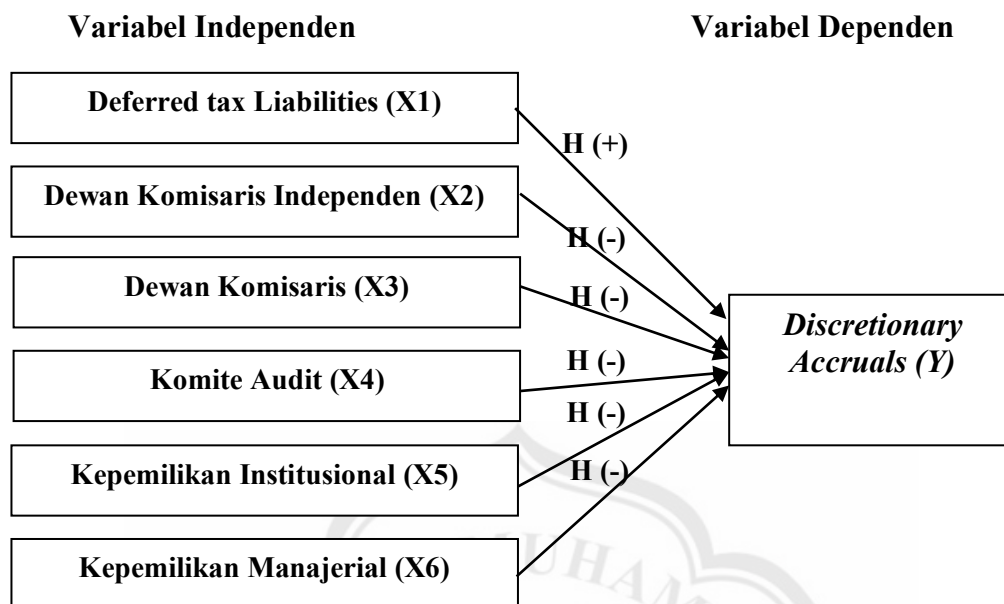 Variabel Independen
Variabel Dependen
Deferred tax Liabilities (X1)
H (+)
Dewan Komisaris Independen (X2)
H (-)
Dewan Komisaris (X3)
H (-)
Discretionary
Accruals (Y)
Komite Audit (X4)
H (-)
H (-)
Kepemilikan Institusional (X5)
H (-)
Kepemilikan Manajerial (X6)
MUHAM